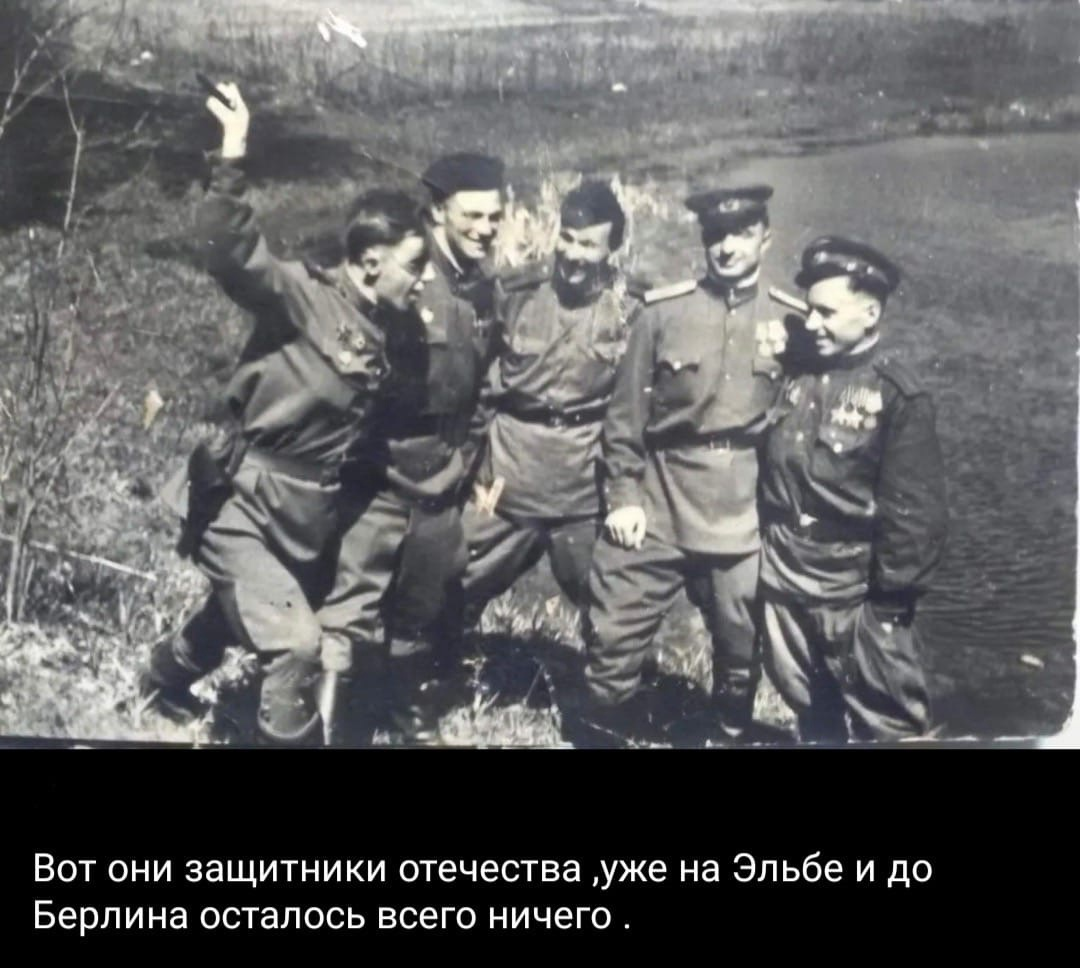 Вот они защитники отечества ,уже на Эльбе и до
Берлина осталось всего ничего .